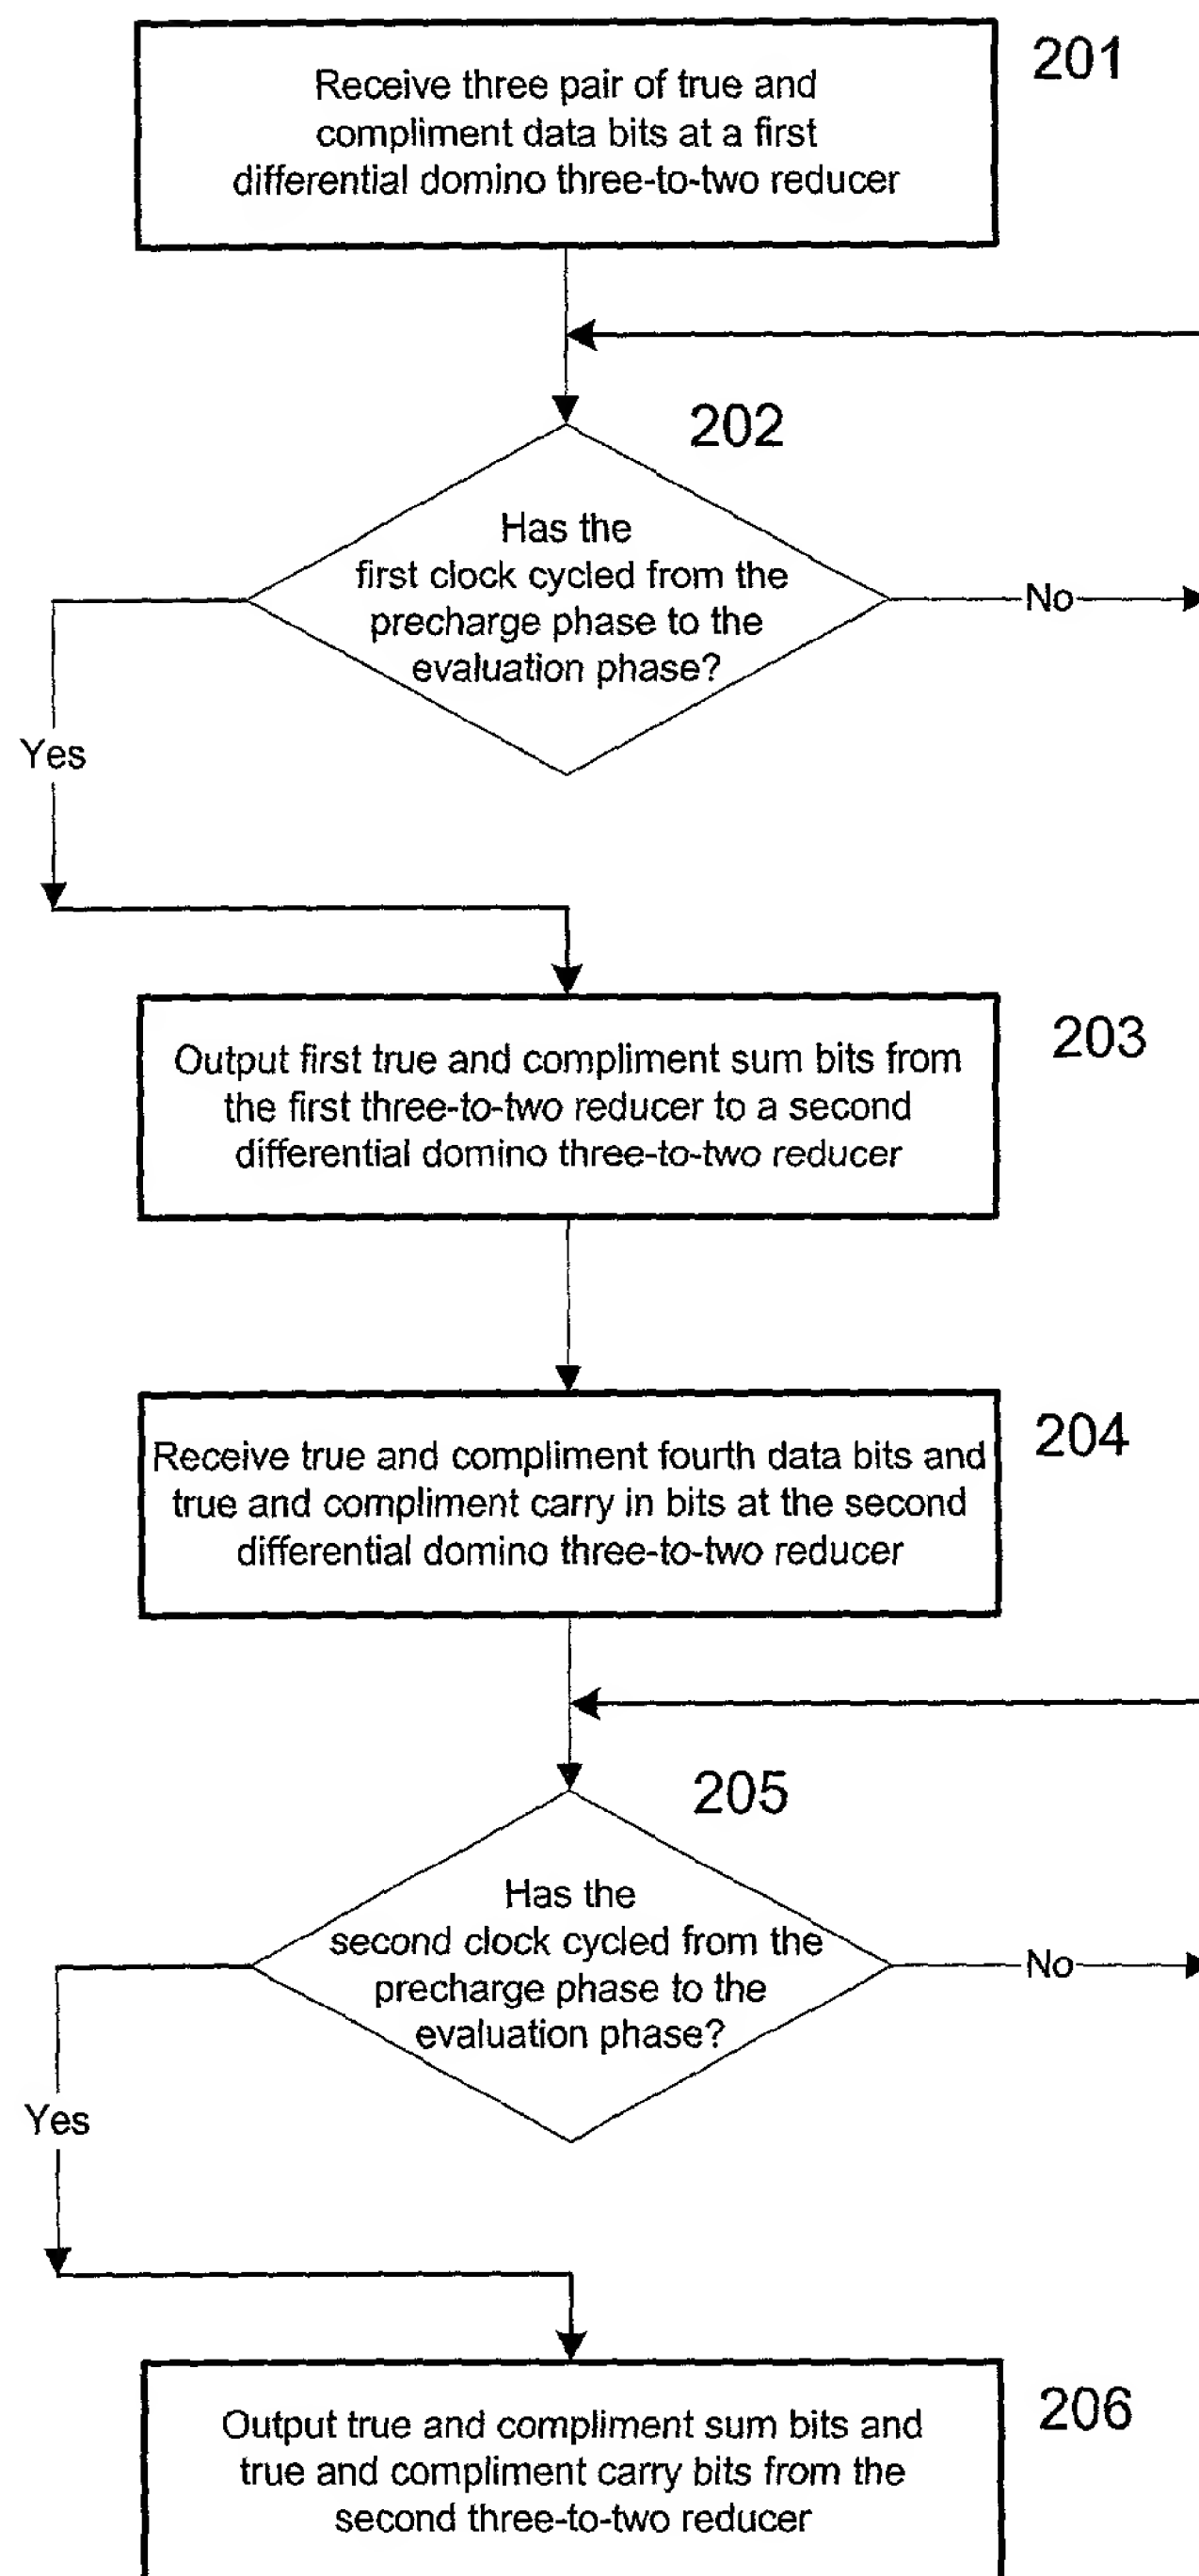 201
Receive three pair of true and
compliment data bits at a first
differential domino three-to-two reducer
202
Has the
first clock cycled from the
precharge phase to the
evaluation phase?
No
Yes
203
Output first true and compliment sum bits from
the first three-to-two reducer to a second
differential domino three-to-two reducer
204
Receive true and compliment fourth data bits and
true and compliment carry in bits at the second
differential domino three-to-two reducer
205
Has the
second clock cycled from the
precharge phase to the
evaluation phase?
No
Yes
206
Output true and compliment sum bits and
true and compliment carry bits from the
second three-to-two reducer